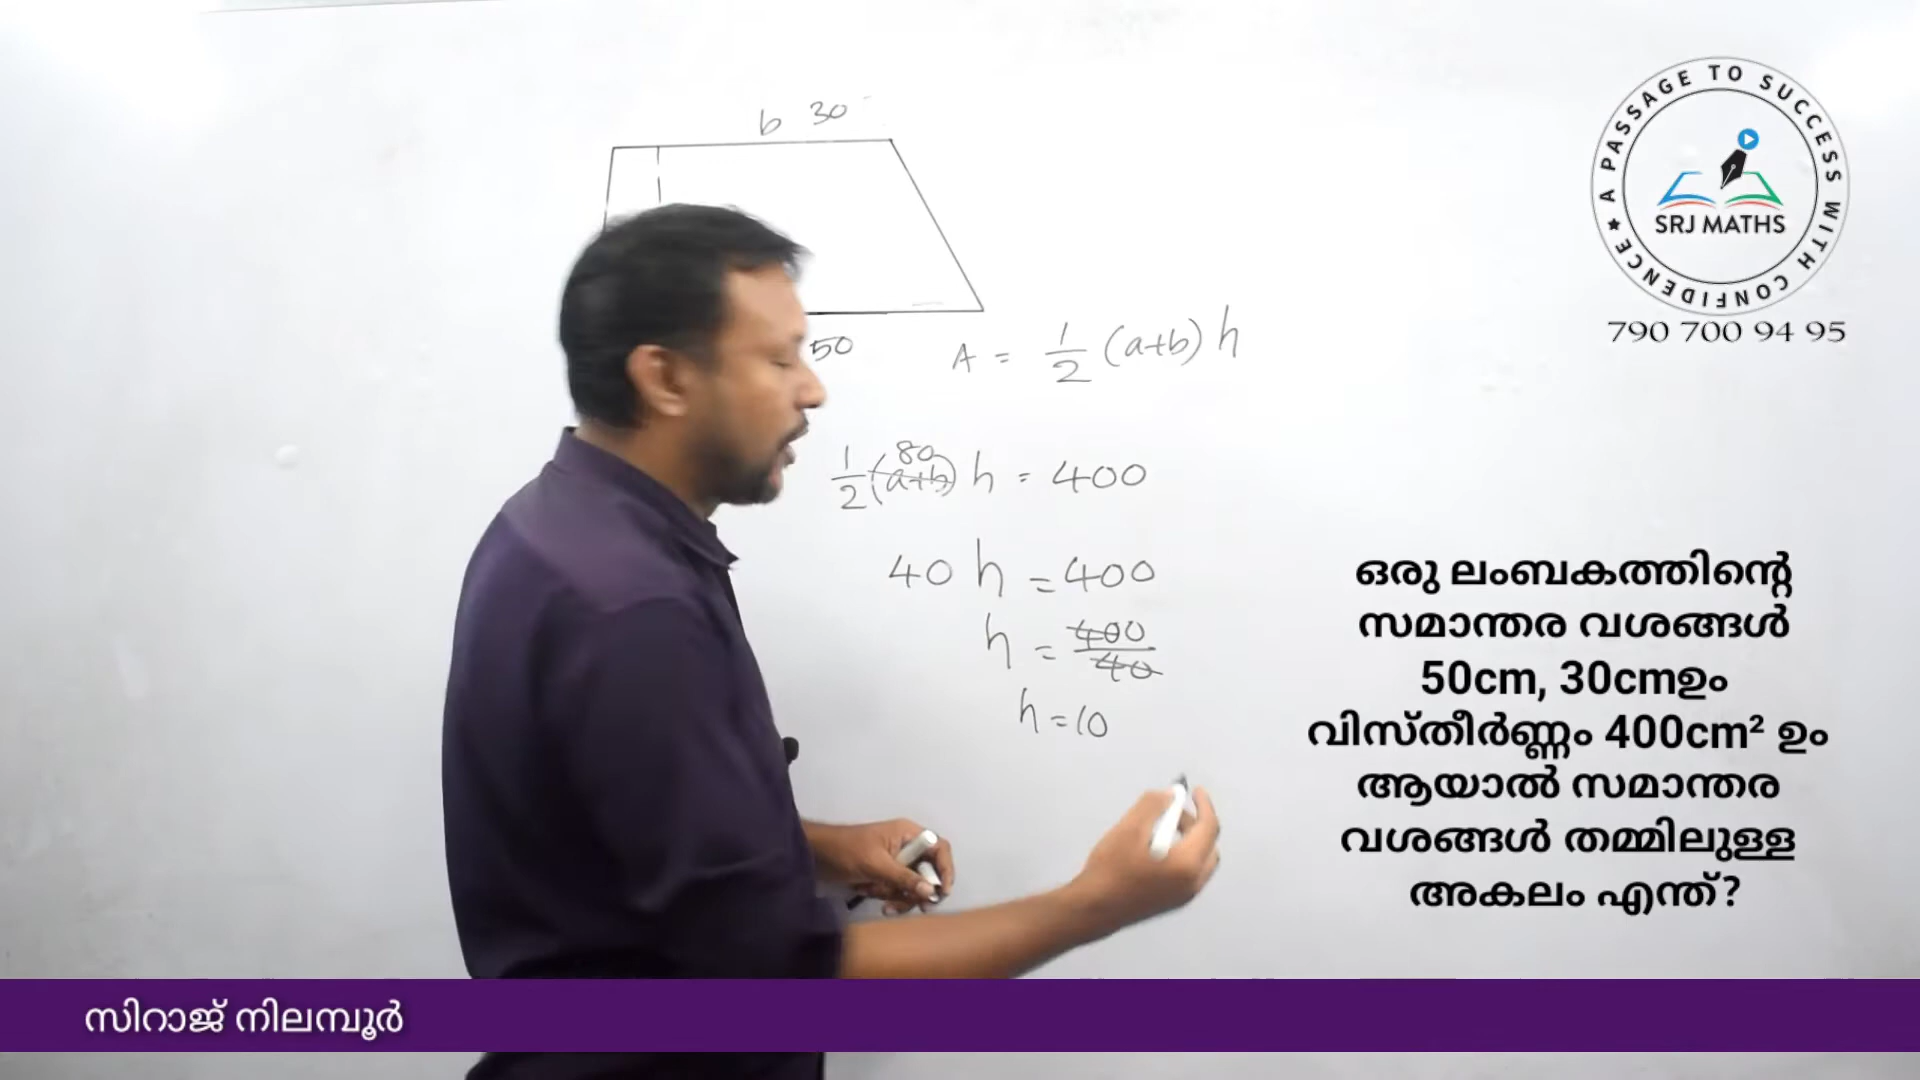 b 30
50
A = 1/2 (a+b) h
80
1/2 (a+b) h = 400
40 h = 400
h = 400/40
h = 10
A PASSAGE TO SUCCESS WITH CONFIDENCE
SRJ MATHS
790 700 94 95
ഒരു ലംബകത്തിന്റെ
സമാന്തര വശങ്ങൾ
50cm, 30cmഉം
വിസ്തീർണ്ണം 400cm² ഉം
ആയാൽ സമാന്തര
വശങ്ങൾ തമ്മിലുള്ള
അകലം എന്ത്?
സിറാജ് നിലമ്പൂർ